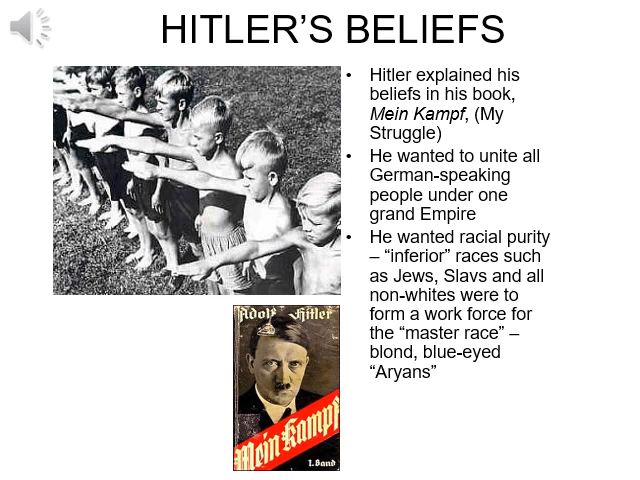 HITLER’S BELIEFS
• Hitler explained his
beliefs in his book,
Mein Kampf, (My
Struggle)
• He wanted to unite all
German-speaking
people under one
grand Empire
• He wanted racial purity
– “inferior” races such
as Jews, Slavs and all
non-whites were to
form a work force for
the “master race” –
blond, blue-eyed
“Aryans”
Adolf Hitler
Mein Kampf
1. Band